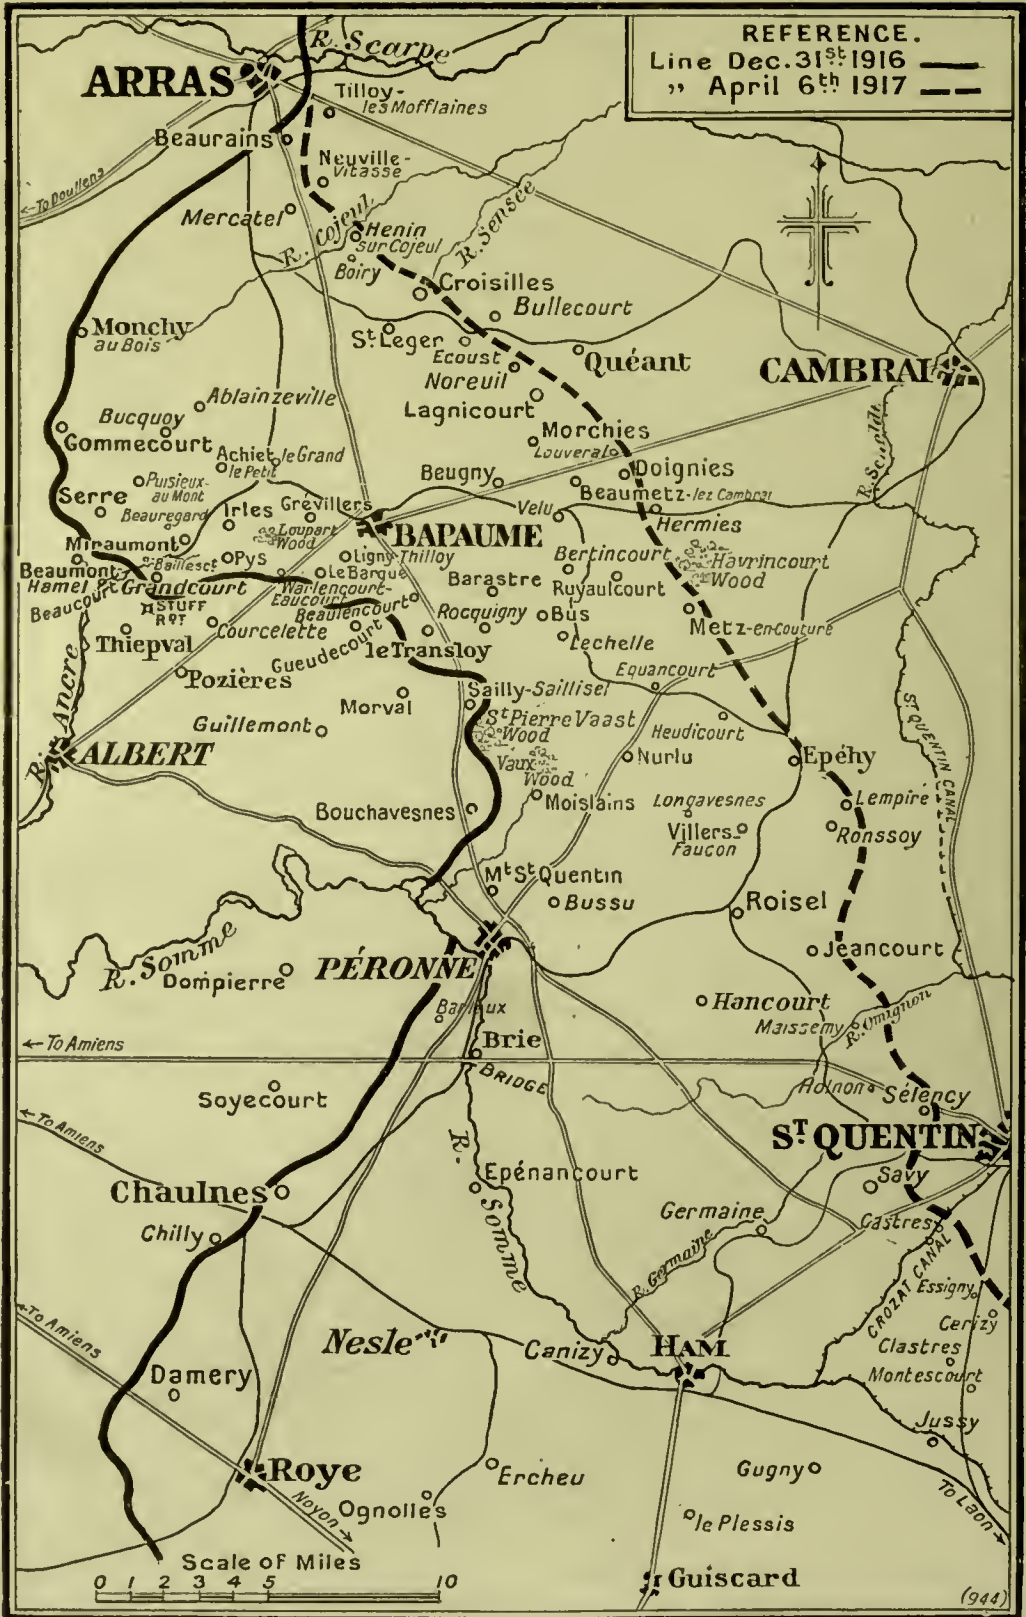 REFERENCE.
Line Dec. 31st 1916
„ April 6th 1917
R. Scarpe
ARRAS
Tilloy-
les Mofflaines
Beaurains
Neuville-
Vitasse
←To Doullens
Mercatel
R. Cojeul
Henin
sur Cojeul
R. Sensée
Boiry
Croisilles
Bullecourt
Monchy
au Bois
St. Leger
Ecoust
Quéant
CAMBRAI
Noreuil
Ablainzeville
Lagnicourt
Bucquoy
R. Scheldt
Gommecourt
Morchies
Achiet le Grand
le Petit
Louveral
Beugny
Doignies
Puisieux-
au Mont
Serre
Beaumetz-lez Cambrai
Grévillers
Irles
Velu
Beauregard
Hermies
Loupart
Wood
BAPAUME
Miraumont
Bertincourt
Havrincourt
Wood
Pys
Ligny-Thilloy
Baillesct
Beaumont-
Hamel
Grandcourt
Le Barque
Barastre
Ruyaulcourt
Warlencourt-
Eaucourt
Beaucourt
STUFF
RDT
Beaulencourt
Rocquigny
Bus
Metz-en-Couture
Courcelette
Thiepval
Gueudecourt
le Transloy
Lechelle
Equancourt
Pozières
Sailly-Saillisel
R. Ancre
Morval
St Pierre Vaast
Wood
ST QUENTIN CANAL
Guillemont
Heudicourt
ALBERT
Nurlu
Epéhy
Vaux
Wood
Moislains
Longavesnes
Lempire
Bouchavesnes
Villers-
Faucon
Ronssoy
Mt St Quentin
Bussu
Roisel
R. Somme
Jeancourt
PÉRONNE
Dompierre
Hancourt
Barleux
R. Omignon
Maissemy
←To Amiens
Brie
BRIDGE
Holnon
Sélency
Soyecourt
←To Amiens
ST. QUENTIN
R. Somme
Epénancourt
Savy
Chaulnes
Germaine
Castres
Chilly
R. Germaine
CROZAT CANAL
Essigny
←To Amiens
Cerizy
Nesle
Canizy
HAM
Clastres
Damery
Montescourt
Jussy
Roye
Ercheu
Gugny
Noyon→
Ognolles
To Laon→
le Plessis
Scale of Miles
0 1 2 3 4 5 10
Guiscard
(944)